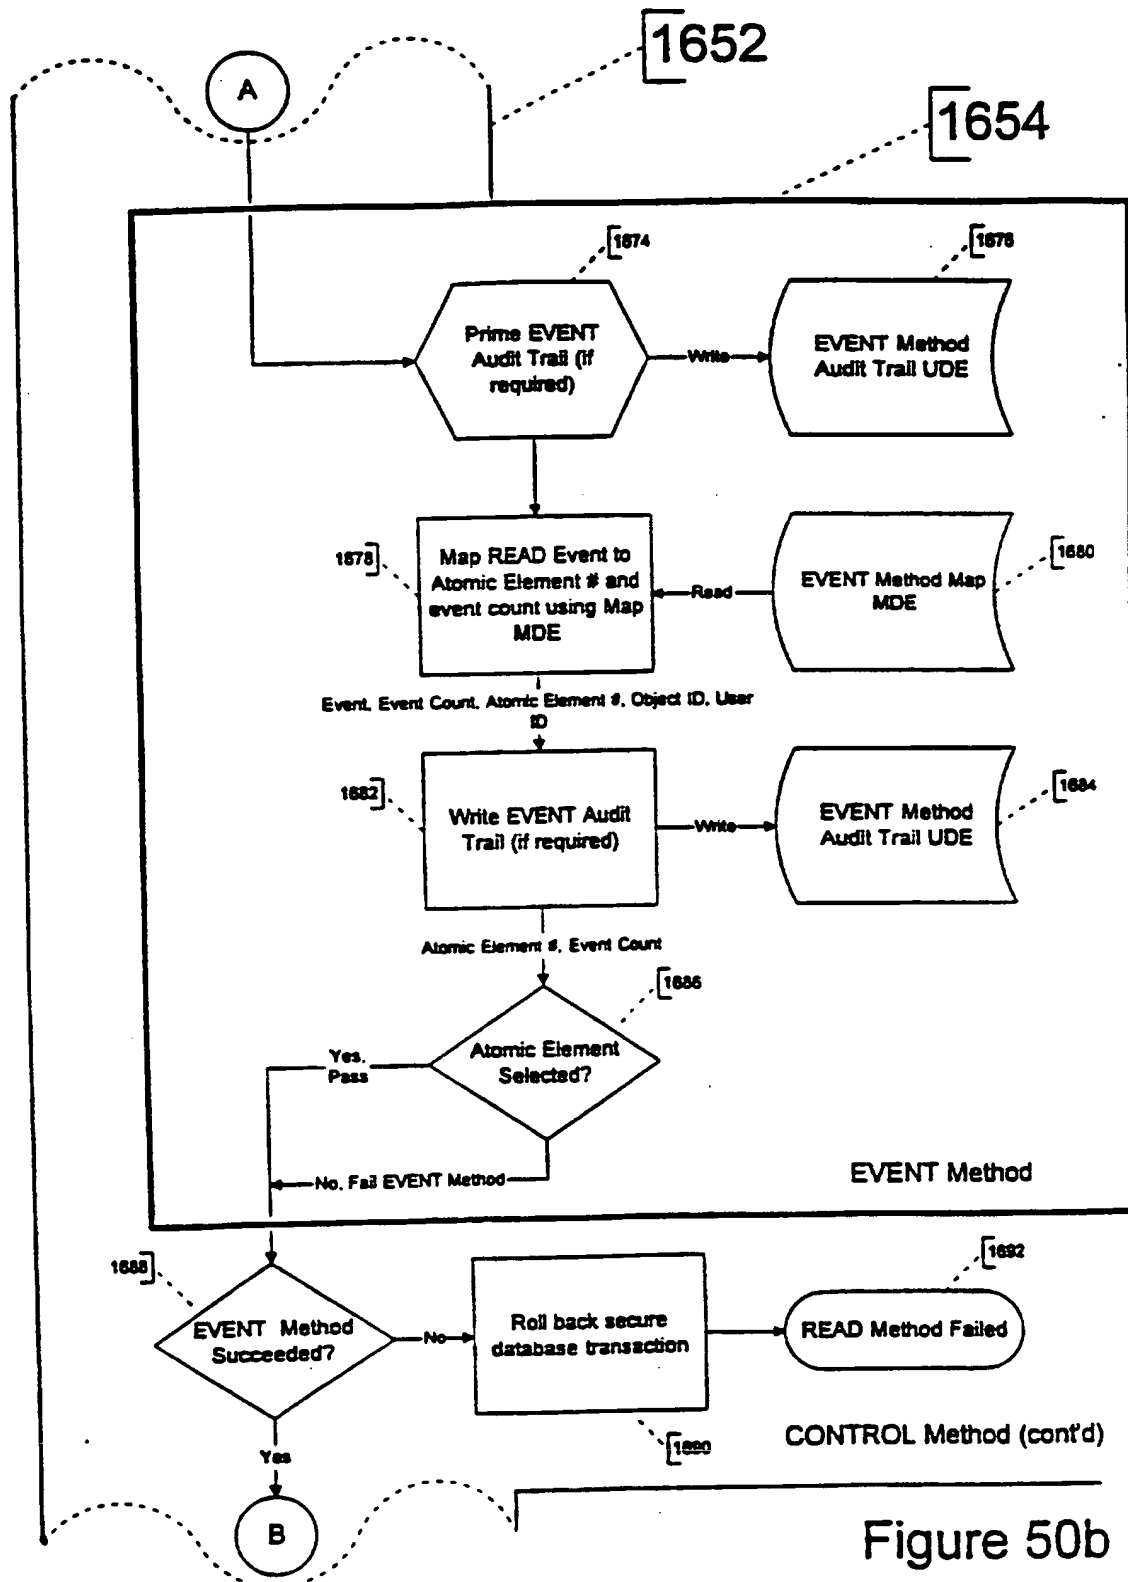 1652
A
1654
1674
1676
Prime EVENT
Audit Trail (if
required)
Write
EVENT Method
Audit Trail UDE
1678
Map READ Event to
Atomic Element # and
event count using Map
MDE
Read
EVENT Method Map
MDE
1680
Event, Event Count, Atomic Element #, Object ID, User
ID
1682
Write EVENT Audit
Trail (if required)
Write
EVENT Method
Audit Trail UDE
1684
Atomic Element #, Event Count
1686
Atomic Element
Selected?
Yes,
Pass
No, Fail EVENT Method
EVENT Method
1688
EVENT Method
Succeeded?
No
Roll back secure
database transaction
1692
READ Method Failed
1690
CONTROL Method (cont'd)
Yes
B
Figure 50b